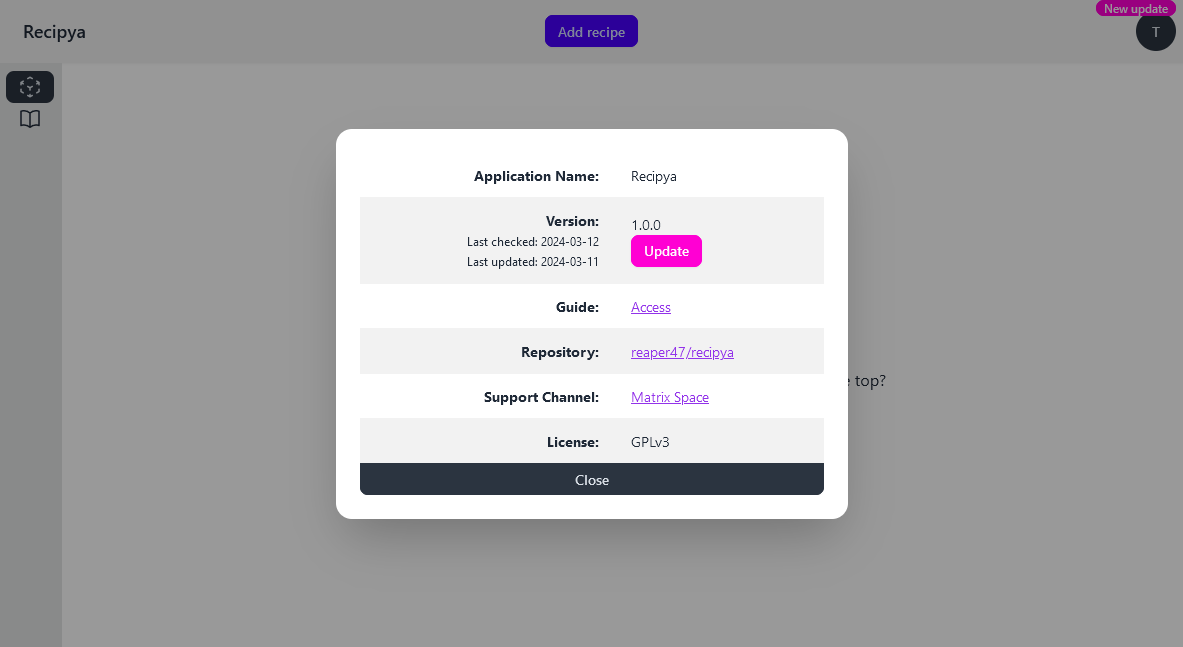 New update
Recipya
Add recipe
T
Application Name: Recipya
Version: 1.0.0
Last checked: 2024-03-12
Update
Last updated: 2024-03-11
Guide: Access
Repository: reaper47/recipya
top?
Support Channel: Matrix Space
License: GPLv3
Close